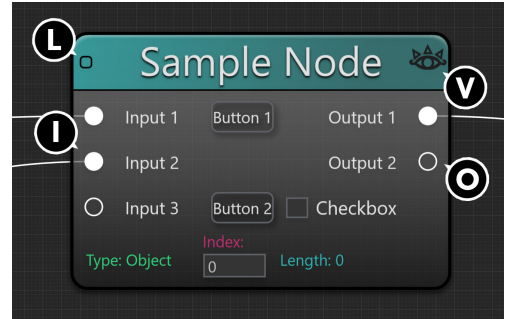 L
Sample Node
V
I
Input 1 Button 1 Output 1
Input 2 Output 2
O
Input 3 Button 2 Checkbox
Index:
Type: Object 0 Length: 0